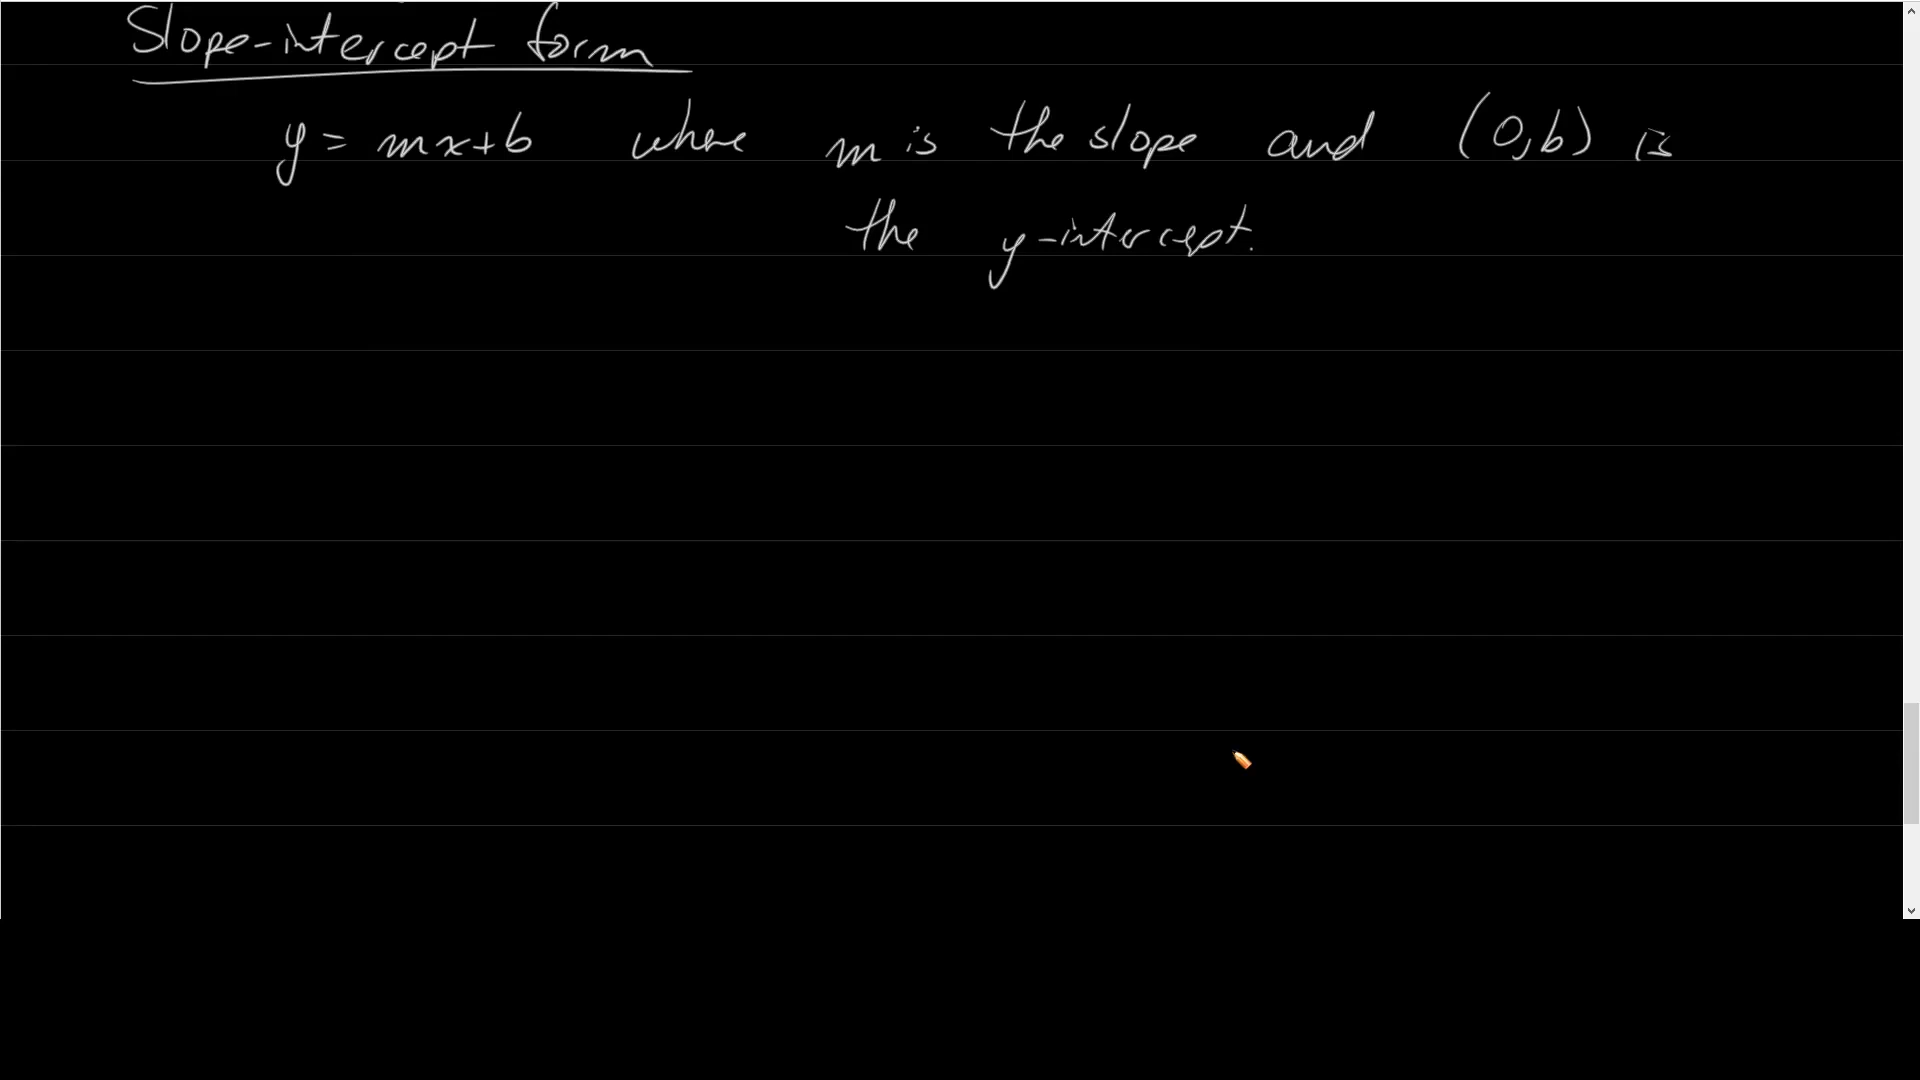 Slope-intercept form
y = mx+b where m is the slope and (0,b) is
the y-intercept.